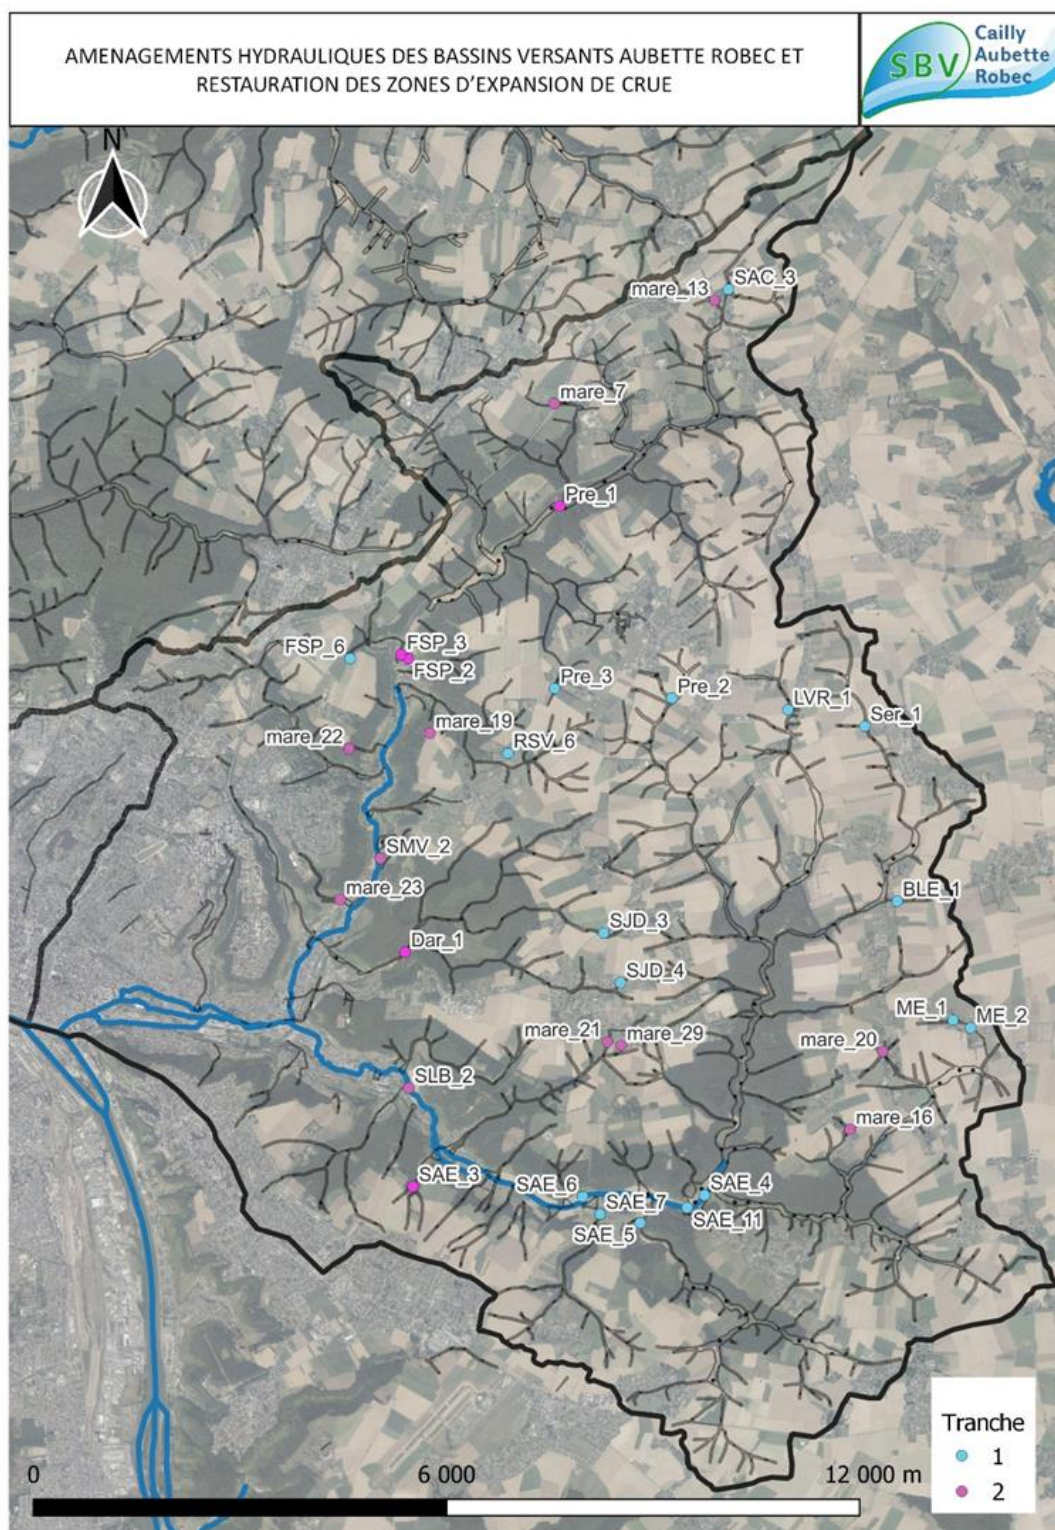 AMENAGEMENTS HYDRAULIQUES DES BASSINS VERSANTS AUBETTE ROBEC ET
RESTAURATION DES ZONES D'EXPANSION DE CRUE
SBV
Cailly
Aubette
Robec
N
SAC_3
mare_13
mare_7
Pre_1
FSP_6
FSP_3
FSP_2
Pre_3
Pre_2
LVR_1
Ser_1
mare_19
mare_22
RSV_6
SMV_2
mare_23
BLE_1
Dar_1
SJD_3
SJD_4
ME_1
ME_2
mare_21
mare_29
mare_20
SLB_2
mare_16
SAE_3
SAE_6
SAE_4
SAE_7
SAE_11
SAE_5
Tranche
1
2
0
6 000
12 000 m